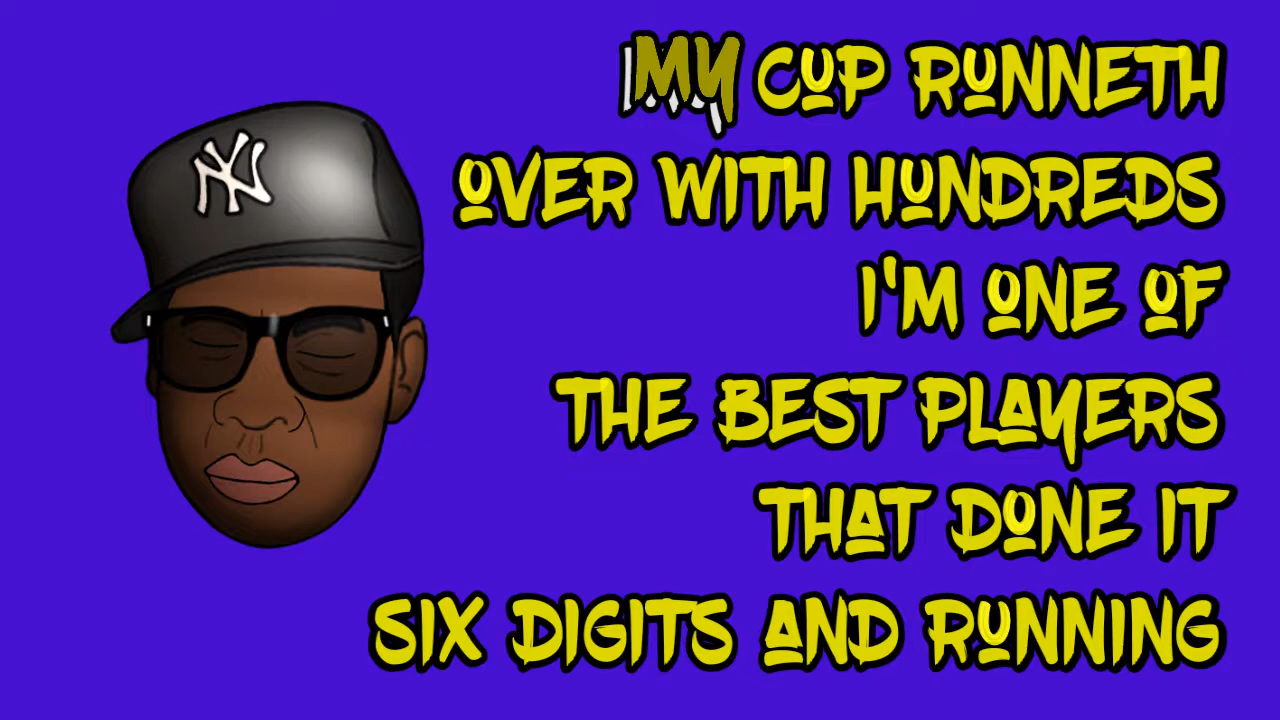 NY
MY CUP RUNNETH
OVER WITH HUNDREDS
I'M ONE OF
THE BEST PLAYERS
THAT DONE IT
SIX DIGITS AND RUNNING